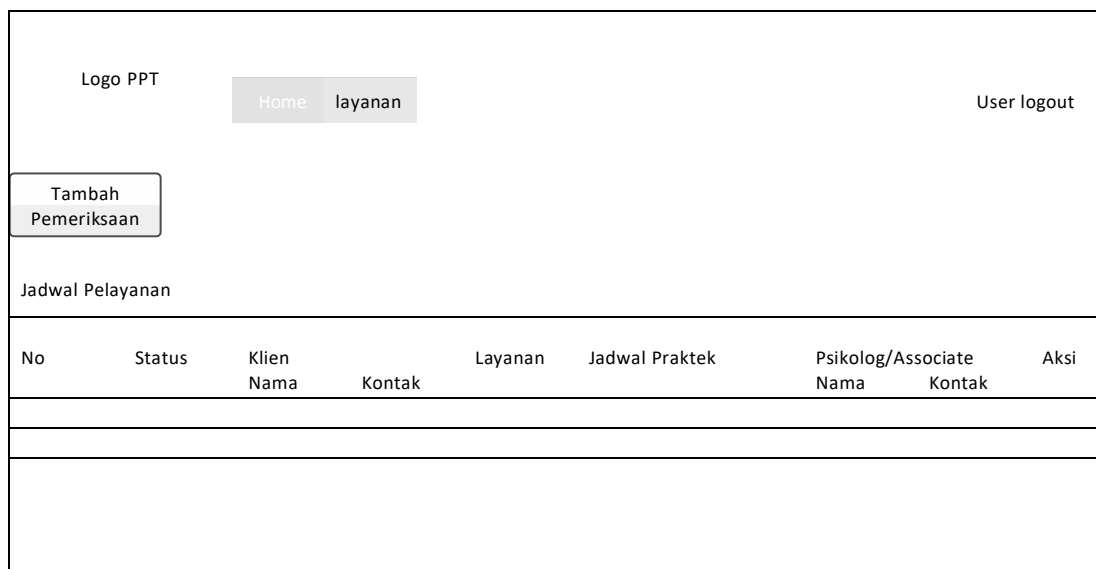 Logo PPT
Home layanan
User logout
Tambah
Pemeriksaan
Jadwal Pelayanan
No Status Klien Layanan Jadwal Praktek Psikolog/Associate Aksi
Nama Kontak Nama Kontak